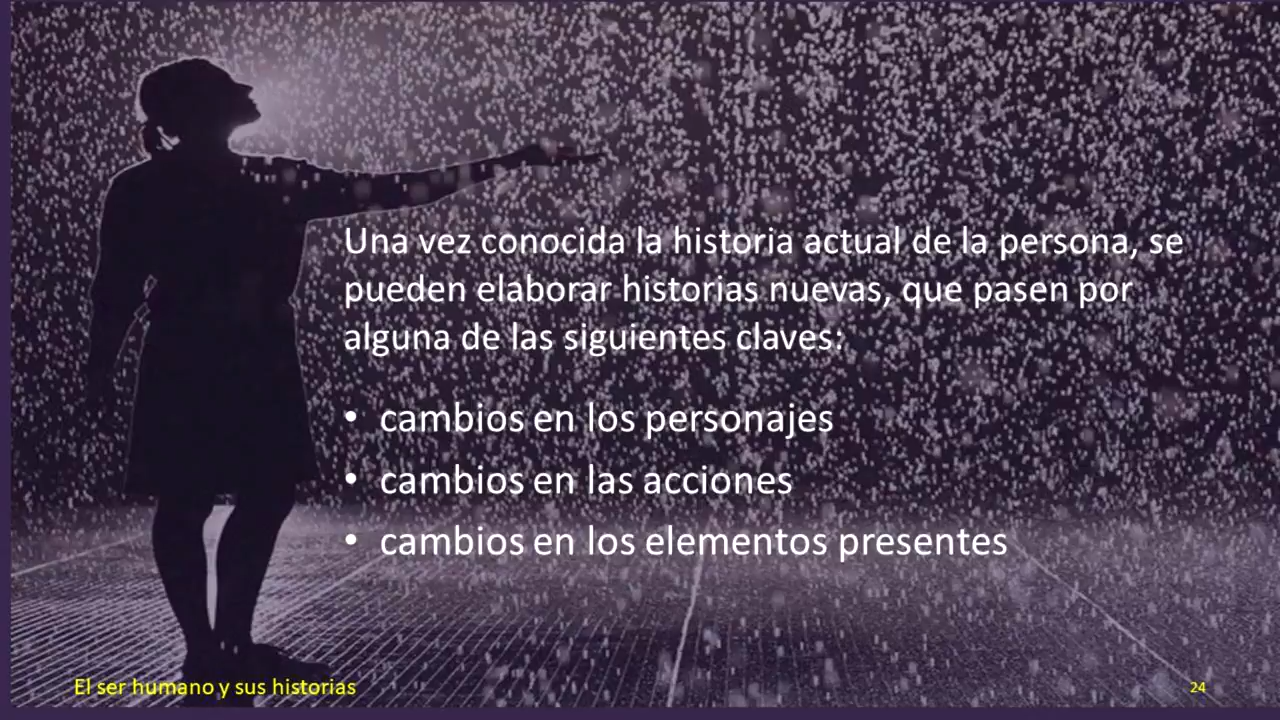 Una vez conocida la historia actual de la persona, se
pueden elaborar historias nuevas, que pasen por
alguna de las siguientes claves:
• cambios en los personajes
• cambios en las acciones
• cambios en los elementos presentes
El ser humano y sus historias
24